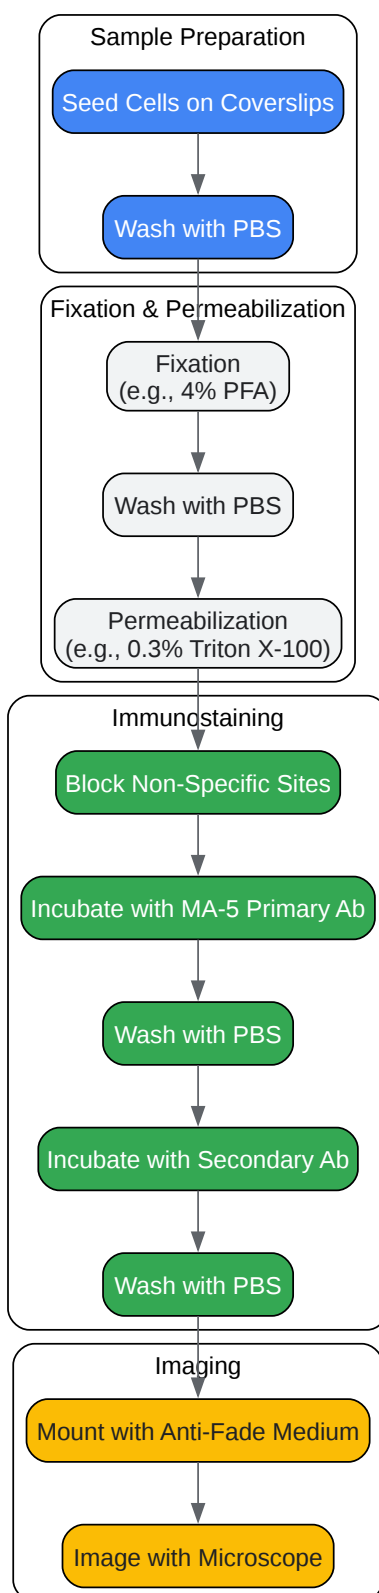 Sample Preparation
Seed Cells on Coverslips
Wash with PBS
Fixation & Permeabilization
Fixation
(e.g., 4% PFA)
Wash with PBS
Permeabilization
(e.g., 0.3% Triton X-100)
Immunostaining
Block Non-Specific Sites
Incubate with MA-5 Primary Ab
Wash with PBS
Incubate with Secondary Ab
Wash with PBS
Imaging
Mount with Anti-Fade Medium
Image with Microscope